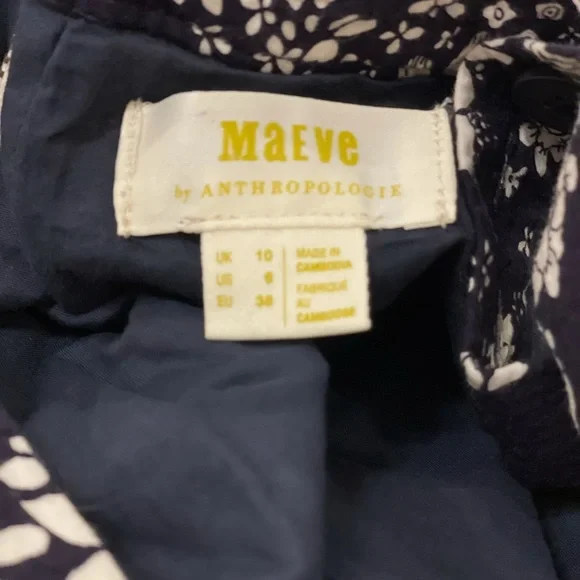 MaEve
by ANTHROPOLOGIE
UK 10
US 6
EU 38
MADE IN
CAMBODIA
FABRIQUÉ
AU
CAMBODGE